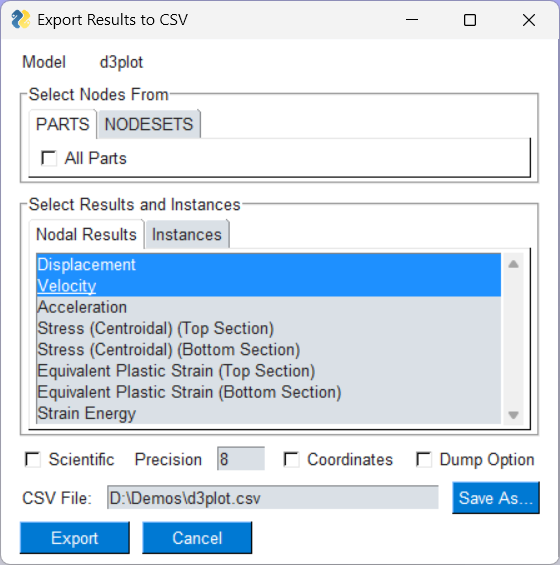 Export Results to CSV
Model d3plot
Select Nodes From
PARTS NODESETS
All Parts
Select Results and Instances
Nodal Results Instances
Displacement
Velocity
Acceleration
Stress (Centroidal) (Top Section)
Stress (Centroidal) (Bottom Section)
Equivalent Plastic Strain (Top Section)
Equivalent Plastic Strain (Bottom Section)
Strain Energy
Scientific Precision 8 Coordinates Dump Option
CSV File: D:\Demos\d3plot.csv Save As...
Export Cancel